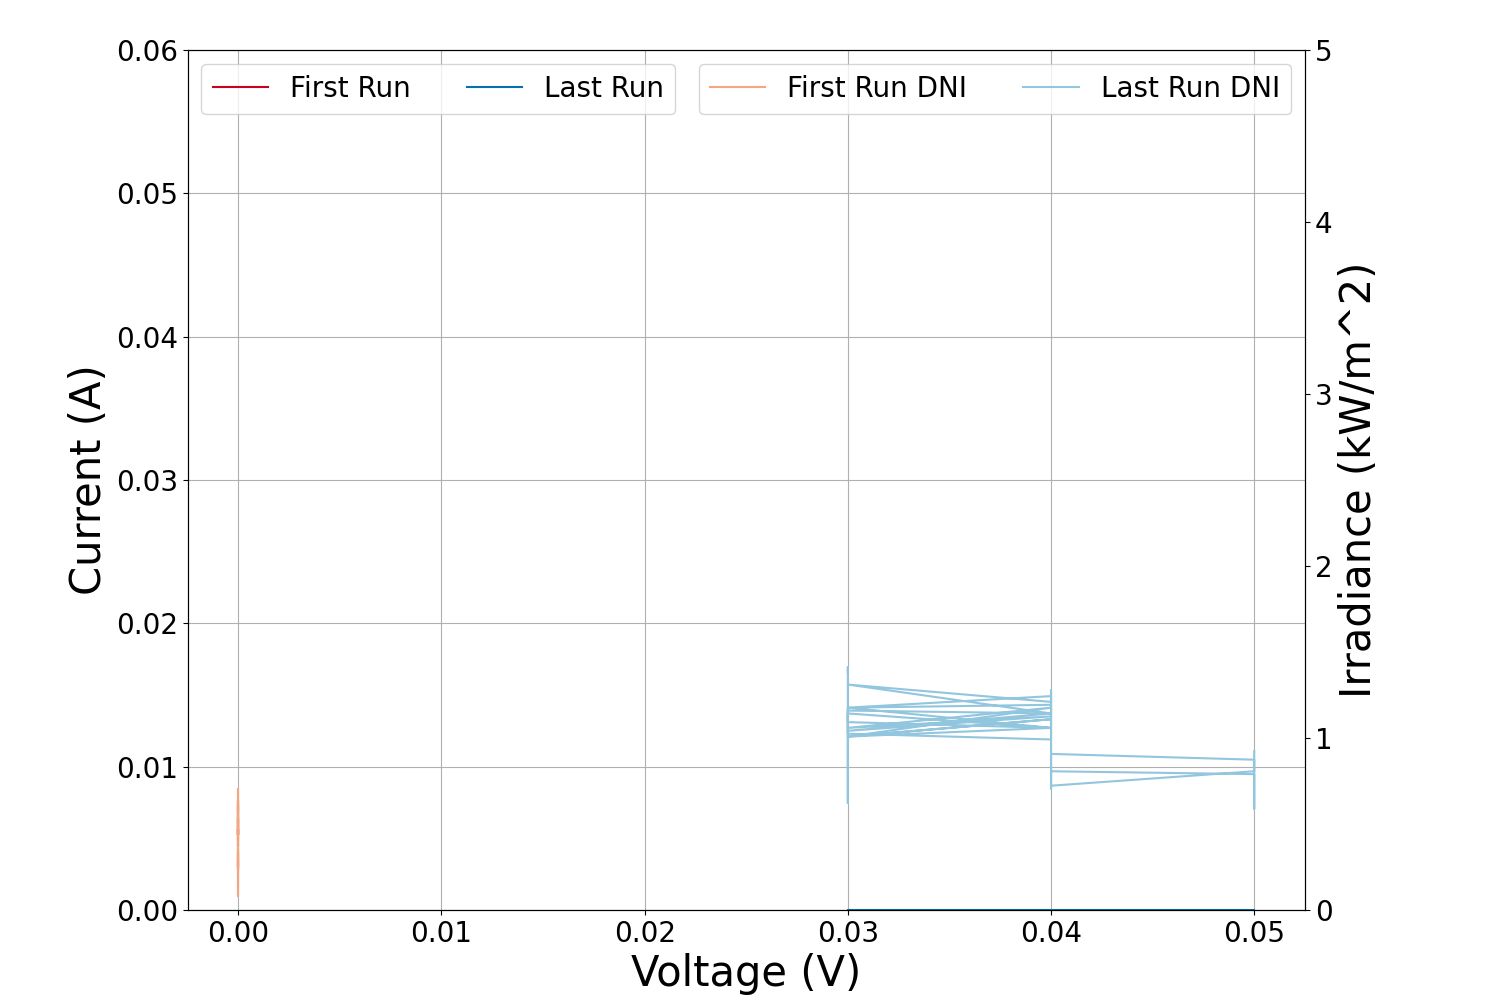 First Run
Last Run
First Run DNI
Last Run DNI
0.06
0.05
0.04
0.03
0.02
0.01
0.00
Current (A)
5
4
3
2
1
0
Irradiance (kW/m^2)
0.00 0.01 0.02 0.03 0.04 0.05
Voltage (V)